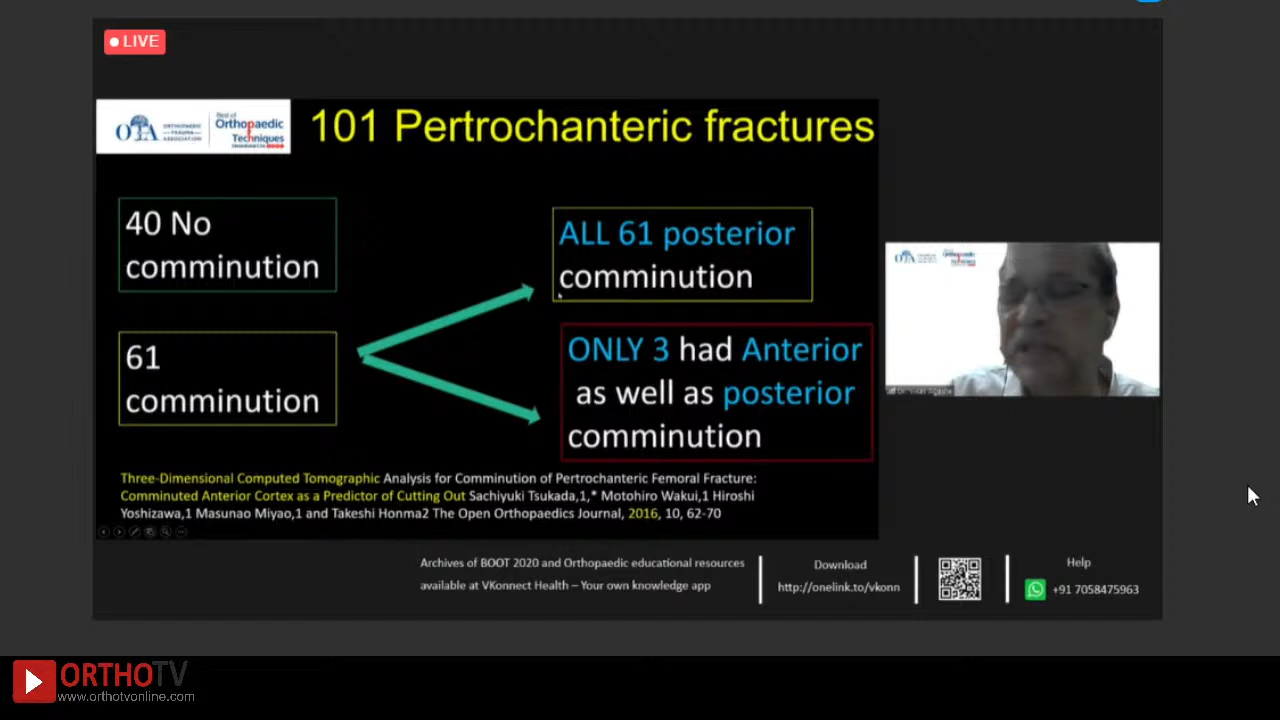 LIVE
OTA
ORTHOPAEDIC
TRAUMA
ASSOCIATION
Best of
Orthopaedic
Techniques
101 Pertrochanteric fractures
40 No
comminution
61
comminution
ALL 61 posterior
comminution
ONLY 3 had Anterior
as well as posterior
comminution
Three-Dimensional Computed Tomographic Analysis for Comminution of Pertrochanteric Femoral Fracture:
Comminuted Anterior Cortex as a Predictor of Cutting Out Sachiyuki Tsukada,1,* Motohiro Wakui,1 Hiroshi
Yoshizawa,1 Masunao Miyao,1 and Takeshi Honma2 The Open Orthopaedics Journal, 2016, 10, 62-70
OTA
Archives of BOOT 2020 and Orthopaedic educational resources
available at VKonnect Health – Your own knowledge app
Download
http://onelink.to/vkonn
Help
+91 7058475963
ORTHOTV
www.orthotvonline.com